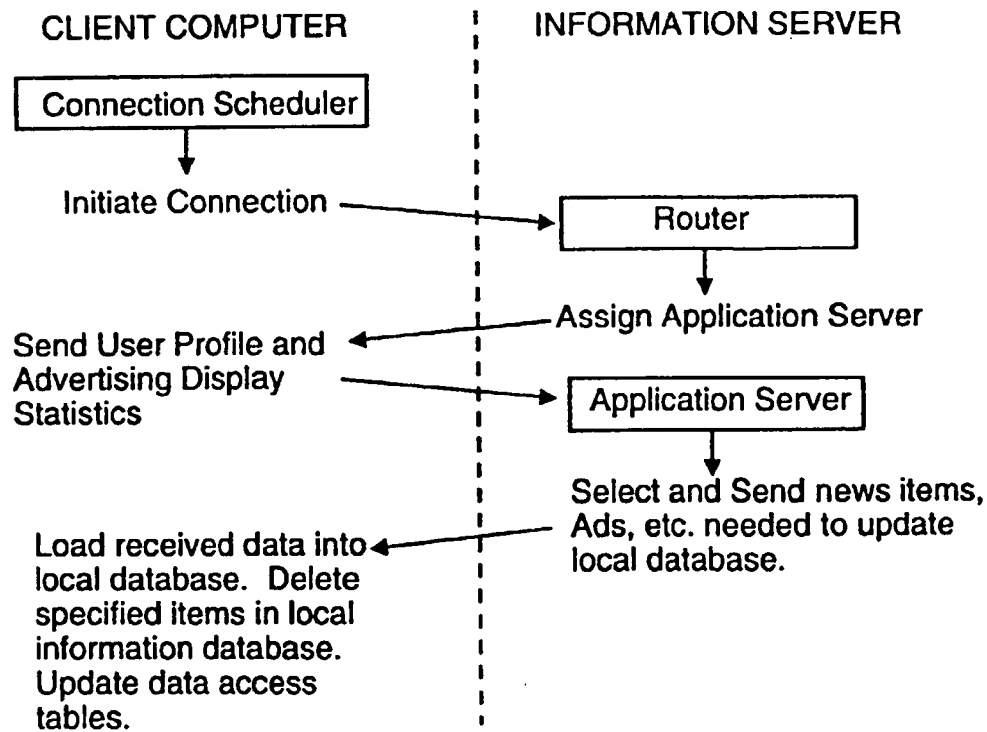 CLIENT COMPUTER
INFORMATION SERVER
Connection Scheduler
Initiate Connection
Router
Assign Application Server
Send User Profile and
Advertising Display
Statistics
Application Server
Select and Send news items,
Ads, etc. needed to update
local database.
Load received data into
local database. Delete
specified items in local
information database.
Update data access
tables.